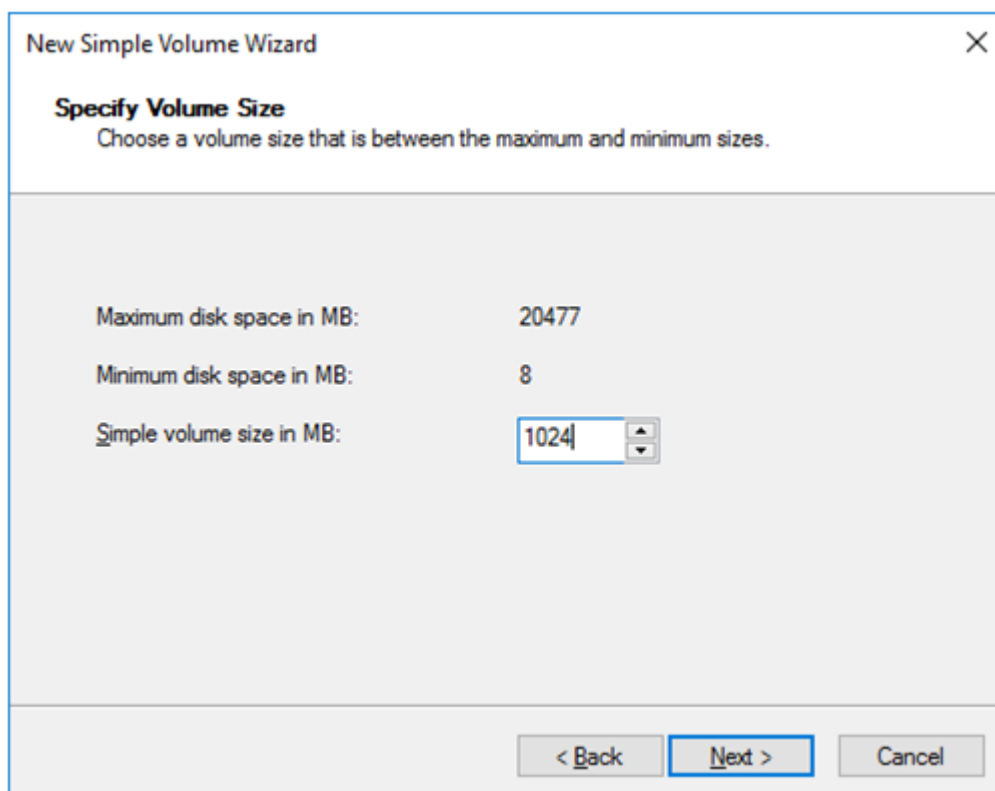 New Simple Volume Wizard
Specify Volume Size
Choose a volume size that is between the maximum and minimum sizes.
Maximum disk space in MB: 20477
Minimum disk space in MB: 8
Simple volume size in MB: 1024
< Back Next > Cancel